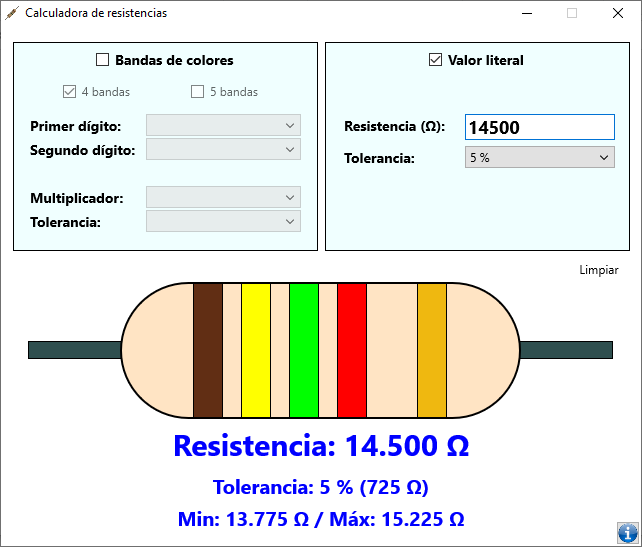 Calculadora de resistencias
Bandas de colores
4 bandas
5 bandas
Primer dígito:
Segundo dígito:
Multiplicador:
Tolerancia:
Valor literal
Resistencia (Ω):
14500
Tolerancia:
5 %
Limpiar
Resistencia: 14.500 Ω
Tolerancia: 5 % (725 Ω)
Min: 13.775 Ω / Máx: 15.225 Ω